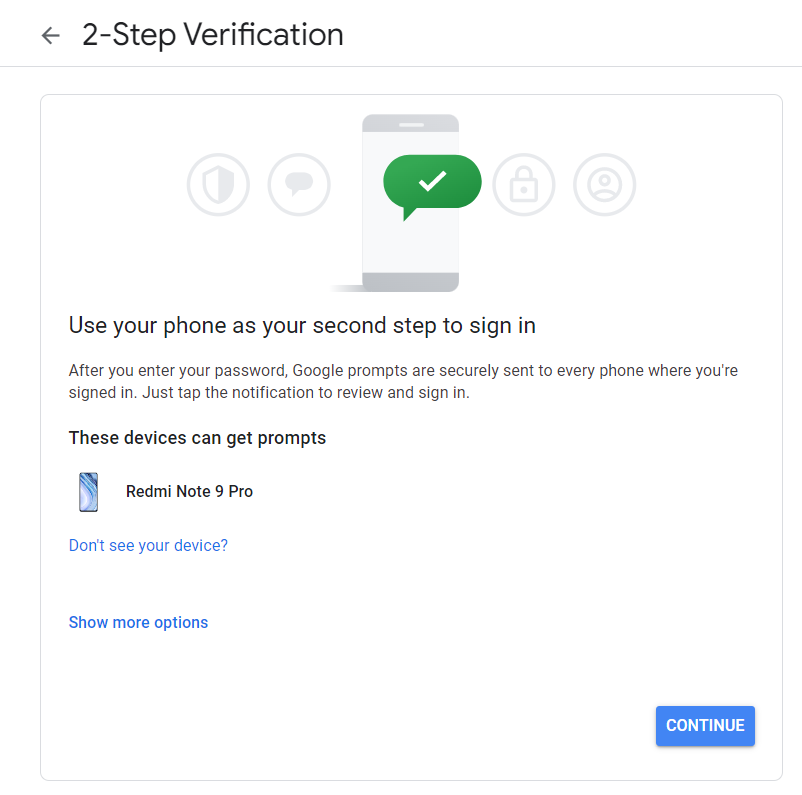 2-Step Verification
Use your phone as your second step to sign in
After you enter your password, Google prompts are securely sent to every phone where you're
signed in. Just tap the notification to review and sign in.
These devices can get prompts
Redmi Note 9 Pro
Don't see your device?
Show more options
CONTINUE